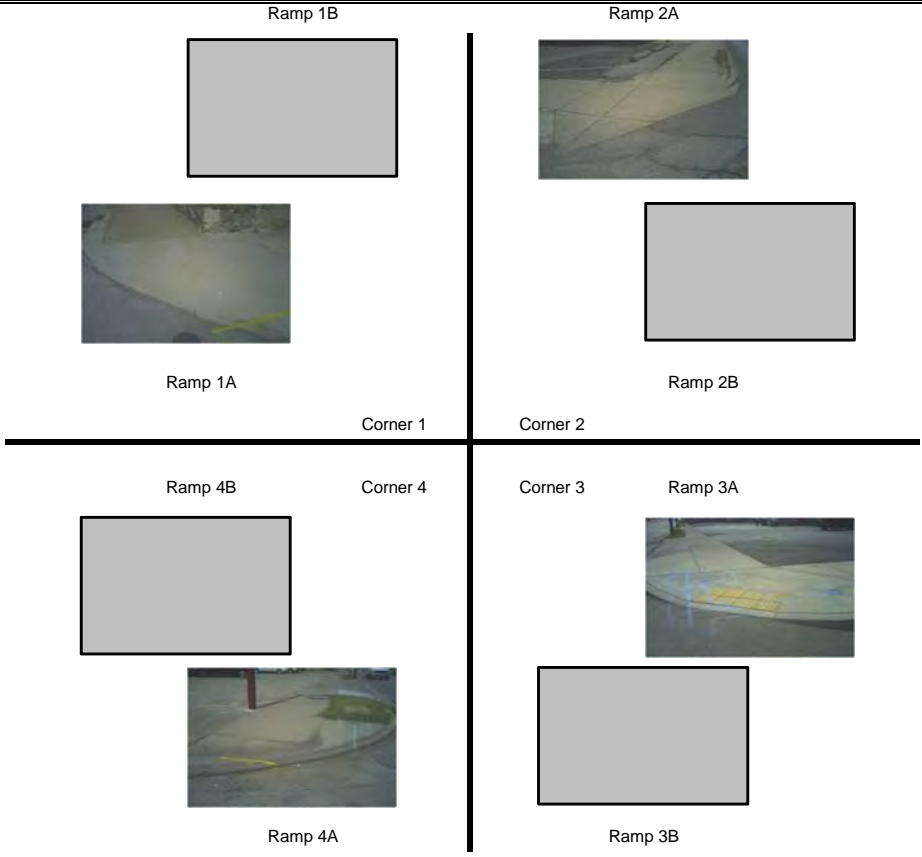 Ramp 1B Ramp 2A
Ramp 1A Ramp 2B
Corner 1 Corner 2
Ramp 4B Corner 4 Corner 3 Ramp 3A
Ramp 4A Ramp 3B